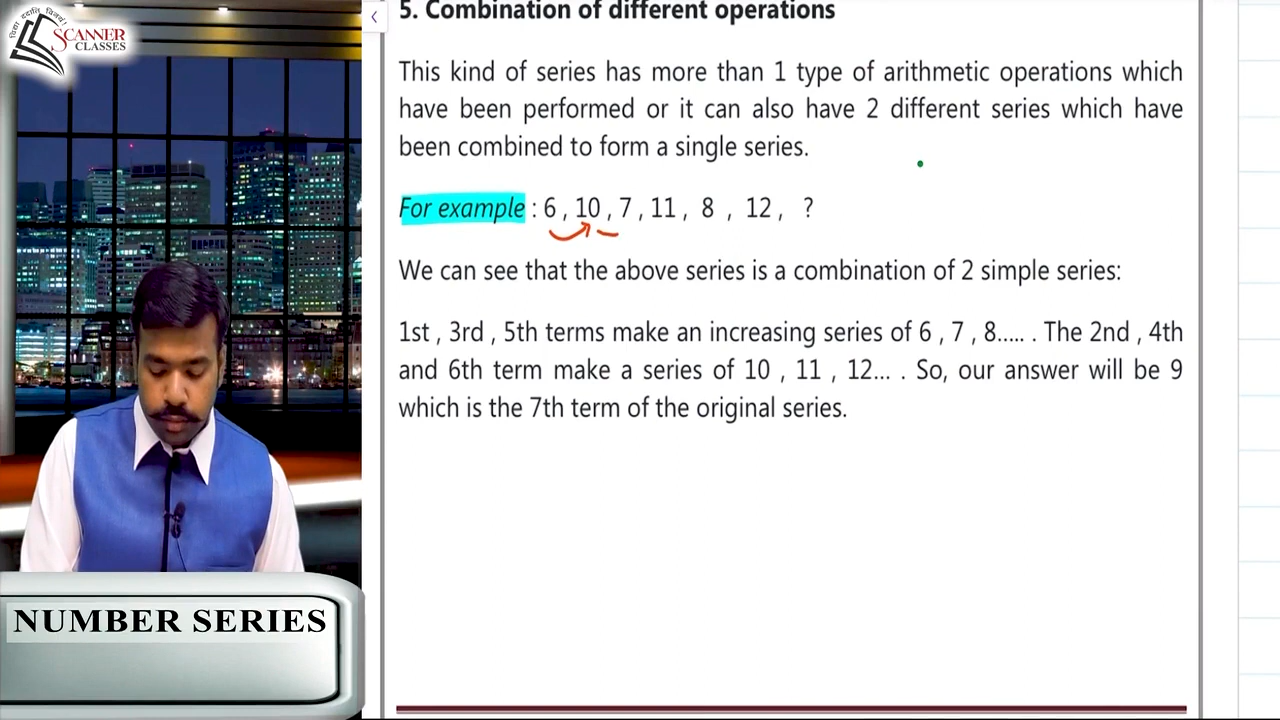 विद्या ददाति विनयं
SCANNER
CLASSES
5. Combination of different operations
This kind of series has more than 1 type of arithmetic operations which
have been performed or it can also have 2 different series which have
been combined to form a single series.
For example : 6 , 10 , 7 , 11 , 8 , 12 , ?
We can see that the above series is a combination of 2 simple series:
1st , 3rd , 5th terms make an increasing series of 6 , 7 , 8..... . The 2nd , 4th
and 6th term make a series of 10 , 11 , 12... . So, our answer will be 9
which is the 7th term of the original series.
NUMBER SERIES